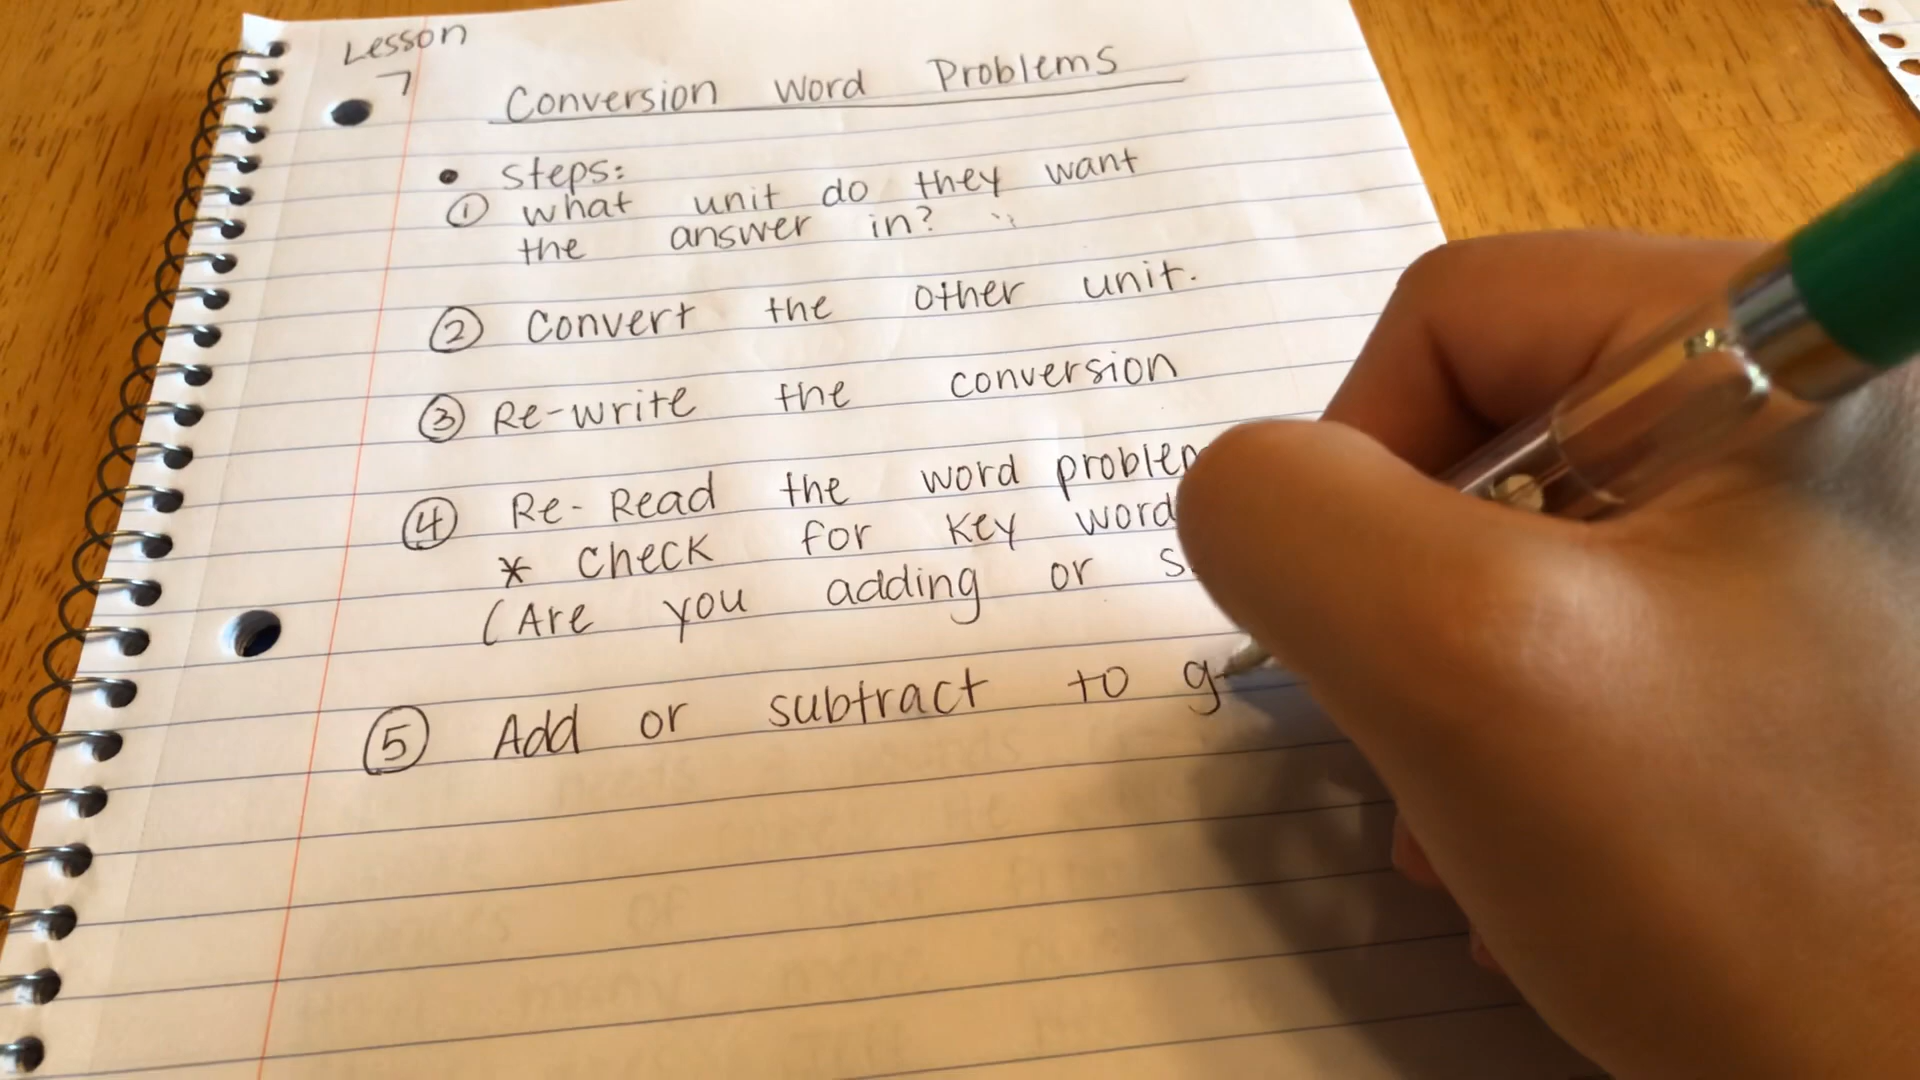 Lesson
7
Conversion Word Problems
• Steps:
① What unit do they want
the answer in?
② Convert the other unit.
③ Re-write the conversion
④ Re-Read the word
* Check for key
(Are you adding or
⑤ Add or subtract to